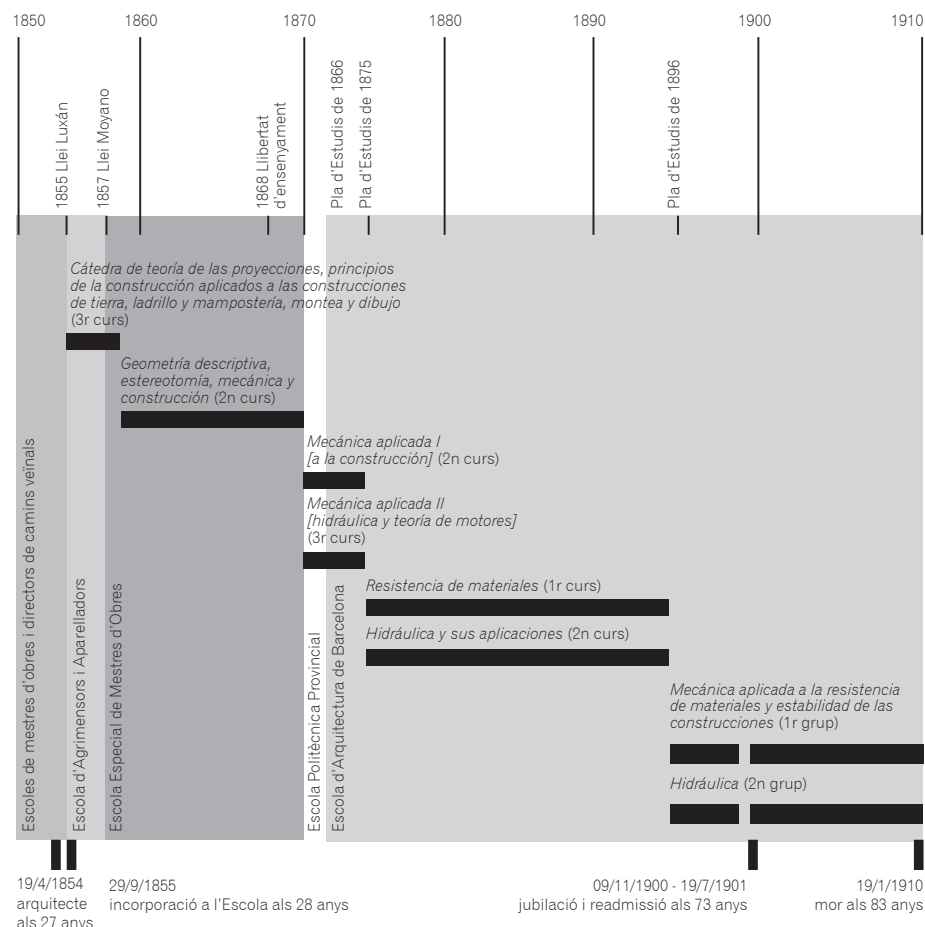 1850
1860
1870
1880
1890
1900
1910
1855 Llei Luxán
1857 Llei Moyano
1868 Llibertat
d'ensenyament
Pla d'Estudis de 1866
Pla d'Estudis de 1875
Pla d'Estudis de 1896
Cátedra de teoría de las proyecciones, principios
de la construcción aplicados a las construcciones
de tierra, ladrillo y mampostería, montea y dibujo
(3r curs)
Geometría descriptiva,
estereotomía, mecánica y
construcción (2n curs)
Mecánica aplicada I
[a la construcción] (2n curs)
Mecánica aplicada II
[hidráulica y teoría de motores]
(3r curs)
Resistencia de materiales (1r curs)
Hidráulica y sus aplicaciones (2n curs)
Mecánica aplicada a la resistencia
de materiales y estabilidad de las
construcciones (1r grup)
Hidráulica (2n grup)
Escoles de mestres d'obres i directors de camins veïnals
Escola d'Agrimensors i Aparelladors
Escola Especial de Mestres d'Obres
Escola Politècnica Provincial
Escola d'Arquitectura de Barcelona
19/4/1854
arquitecte
als 27 anys
29/9/1855
incorporació a l'Escola als 28 anys
09/11/1900 - 19/7/1901
jubilació i readmissió als 73 anys
19/1/1910
mor als 83 anys